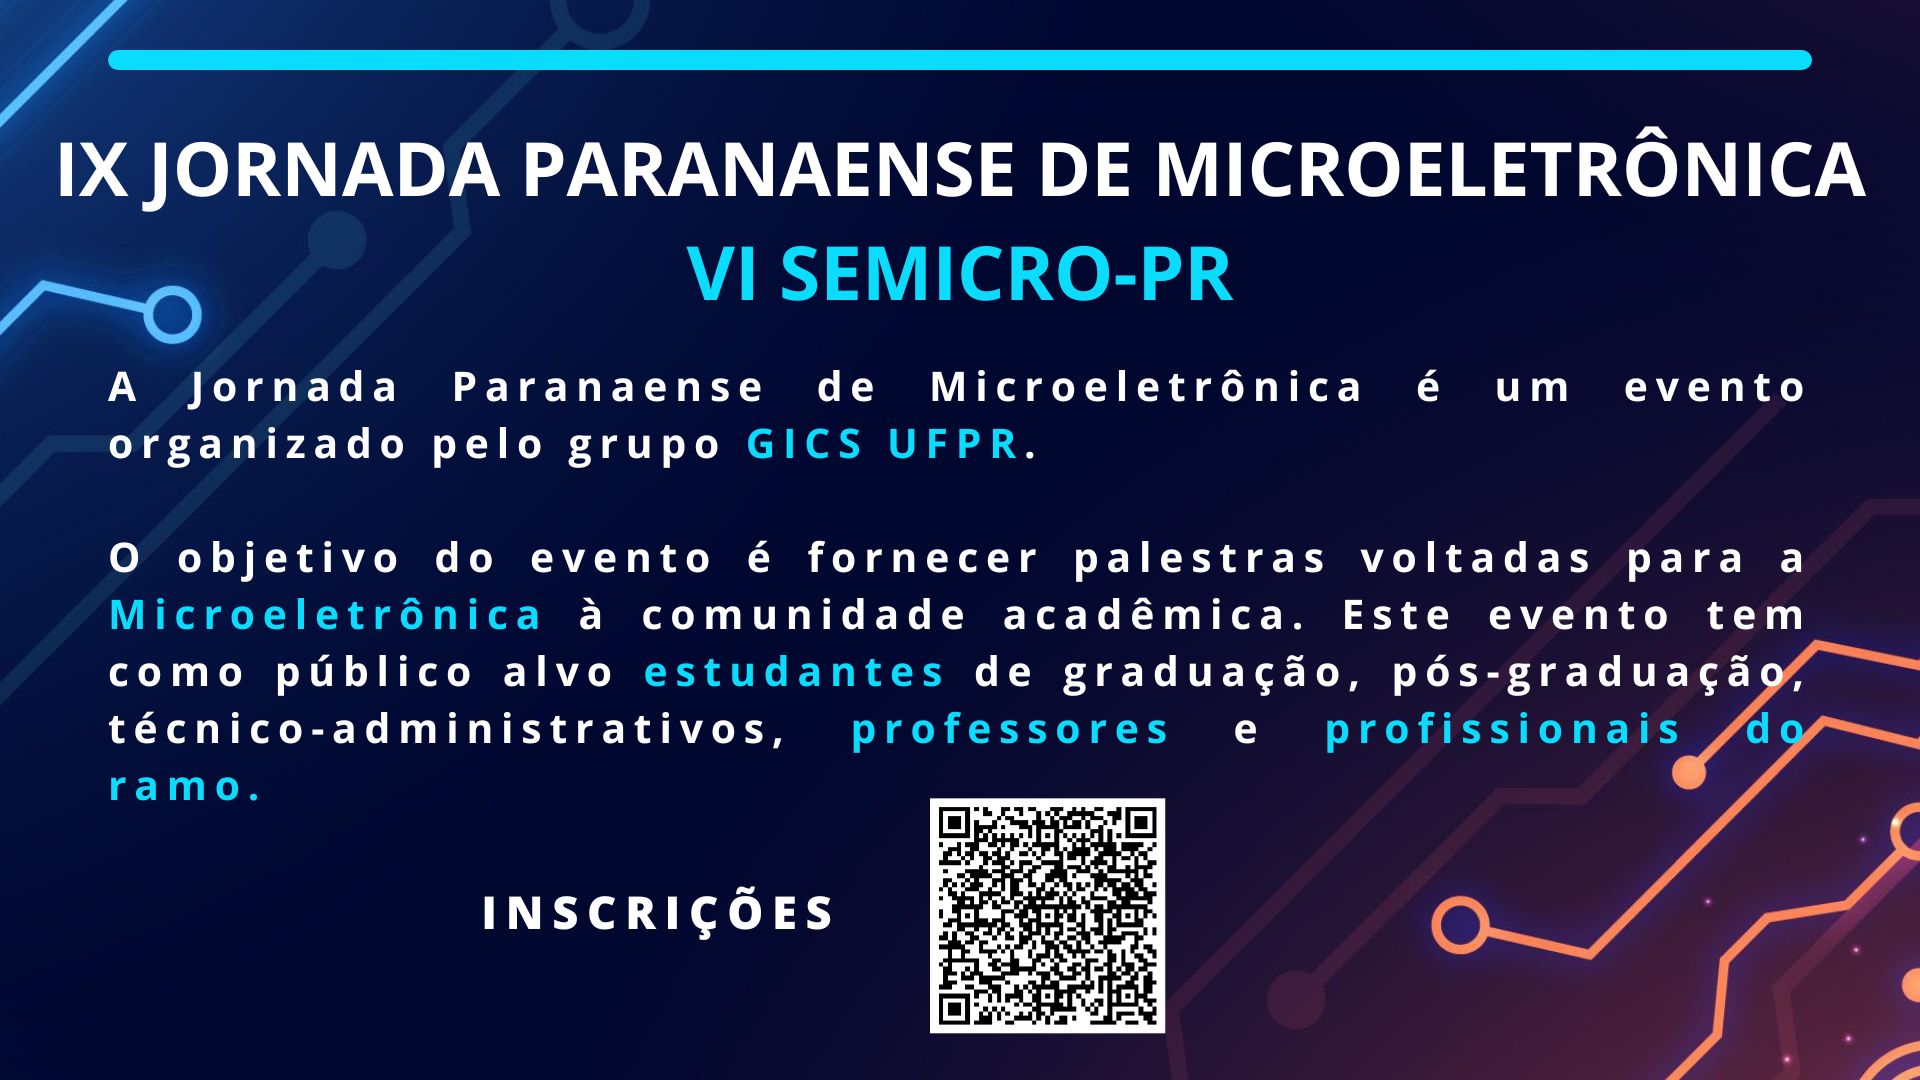 IX JORNADA PARANAENSE DE MICROELETRÔNICA
VI SEMICRO-PR
A Jornada Paranaense de Microeletrônica é um evento
organizado pelo grupo GICS UFPR.
O objetivo do evento é fornecer palestras voltadas para a
Microeletrônica à comunidade acadêmica. Este evento tem
como público alvo estudantes de graduação, pós-graduação,
técnico-administrativos, professores e profissionais do
ramo.
INSCRIÇÕES